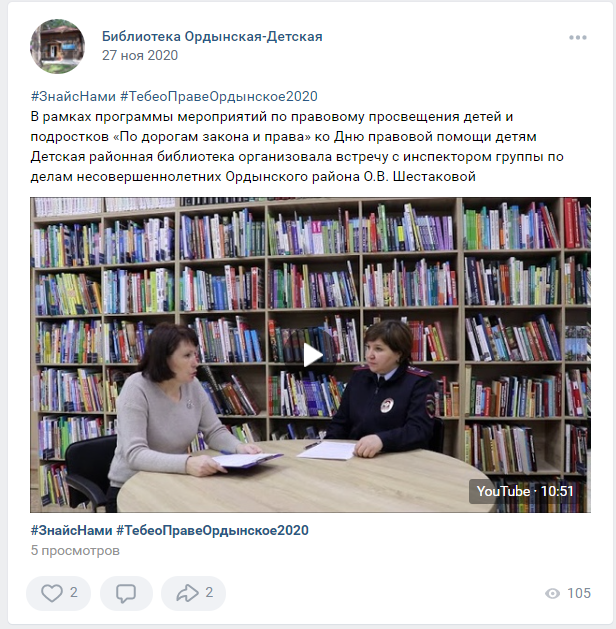 Библиотека Ордынская-Детская
27 ноя 2020
#ЗнайсНами #ТебеоПравеОрдынское2020
В рамках программы мероприятий по правовому просвещения детей и
подростков «По дорогам закона и права» ко Дню правовой помощи детям
Детская районная библиотека организовала встречу с инспектором группы по
делам несовершеннолетних Ордынского района О.В. Шестаковой
YouTube · 10:51
#ЗнайсНами #ТебеоПравеОрдынское2020
5 просмотров
2 2 105